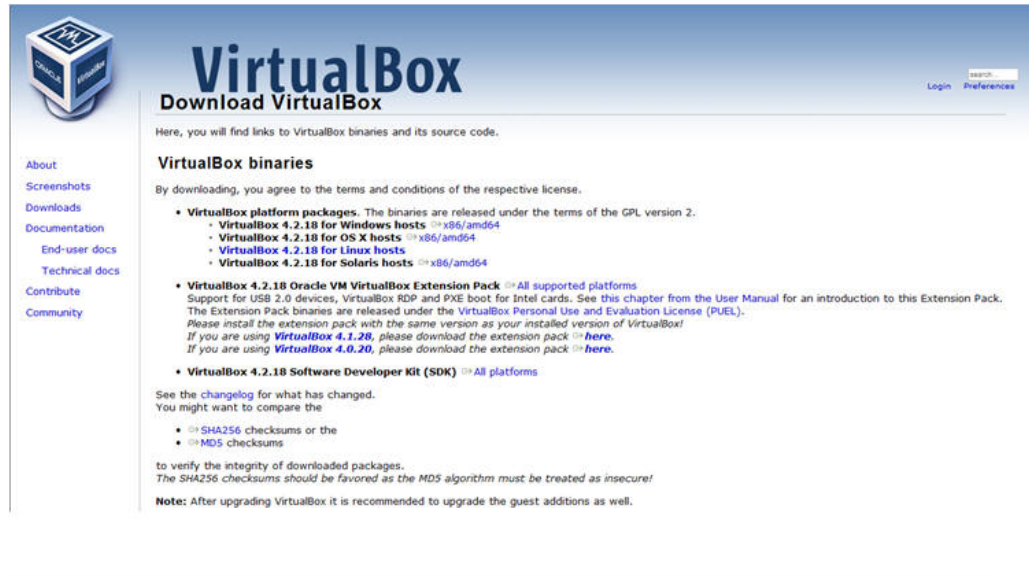 ORACLE
VirtualBox
VirtualBox
search...
Login Preferences
Download VirtualBox
Here, you will find links to VirtualBox binaries and its source code.
About
Screenshots
Downloads
Documentation
End-user docs
Technical docs
Contribute
Community
VirtualBox binaries
By downloading, you agree to the terms and conditions of the respective license.
• VirtualBox platform packages. The binaries are released under the terms of the GPL version 2.
• VirtualBox 4.2.18 for Windows hosts x86/amd64
• VirtualBox 4.2.18 for OS X hosts x86/amd64
• VirtualBox 4.2.18 for Linux hosts
• VirtualBox 4.2.18 for Solaris hosts x86/amd64
• VirtualBox 4.2.18 Oracle VM VirtualBox Extension Pack All supported platforms
Support for USB 2.0 devices, VirtualBox RDP and PXE boot for Intel cards. See this chapter from the User Manual for an introduction to this Extension Pack.
The Extension Pack binaries are released under the VirtualBox Personal Use and Evaluation License (PUEL).
Please install the extension pack with the same version as your installed version of VirtualBox!
If you are using VirtualBox 4.1.28, please download the extension pack here.
If you are using VirtualBox 4.0.20, please download the extension pack here.
• VirtualBox 4.2.18 Software Developer Kit (SDK) All platforms
See the changelog for what has changed.
You might want to compare the
• SHA256 checksums or the
• MD5 checksums
to verify the integrity of downloaded packages.
The SHA256 checksums should be favored as the MD5 algorithm must be treated as insecure!
Note: After upgrading VirtualBox it is recommended to upgrade the guest additions as well.